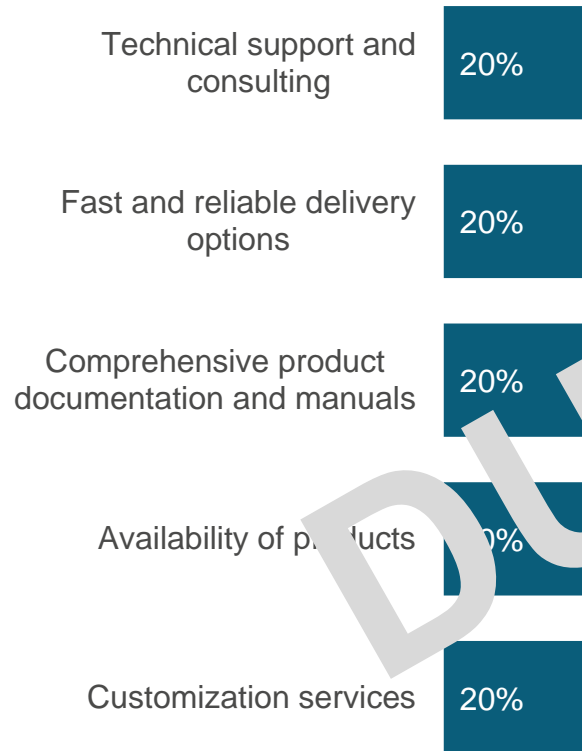 Technical support and
consulting
20%
Fast and reliable delivery
options
20%
Comprehensive product
documentation and manuals
20%
Availability of
Customization services
20%
DU